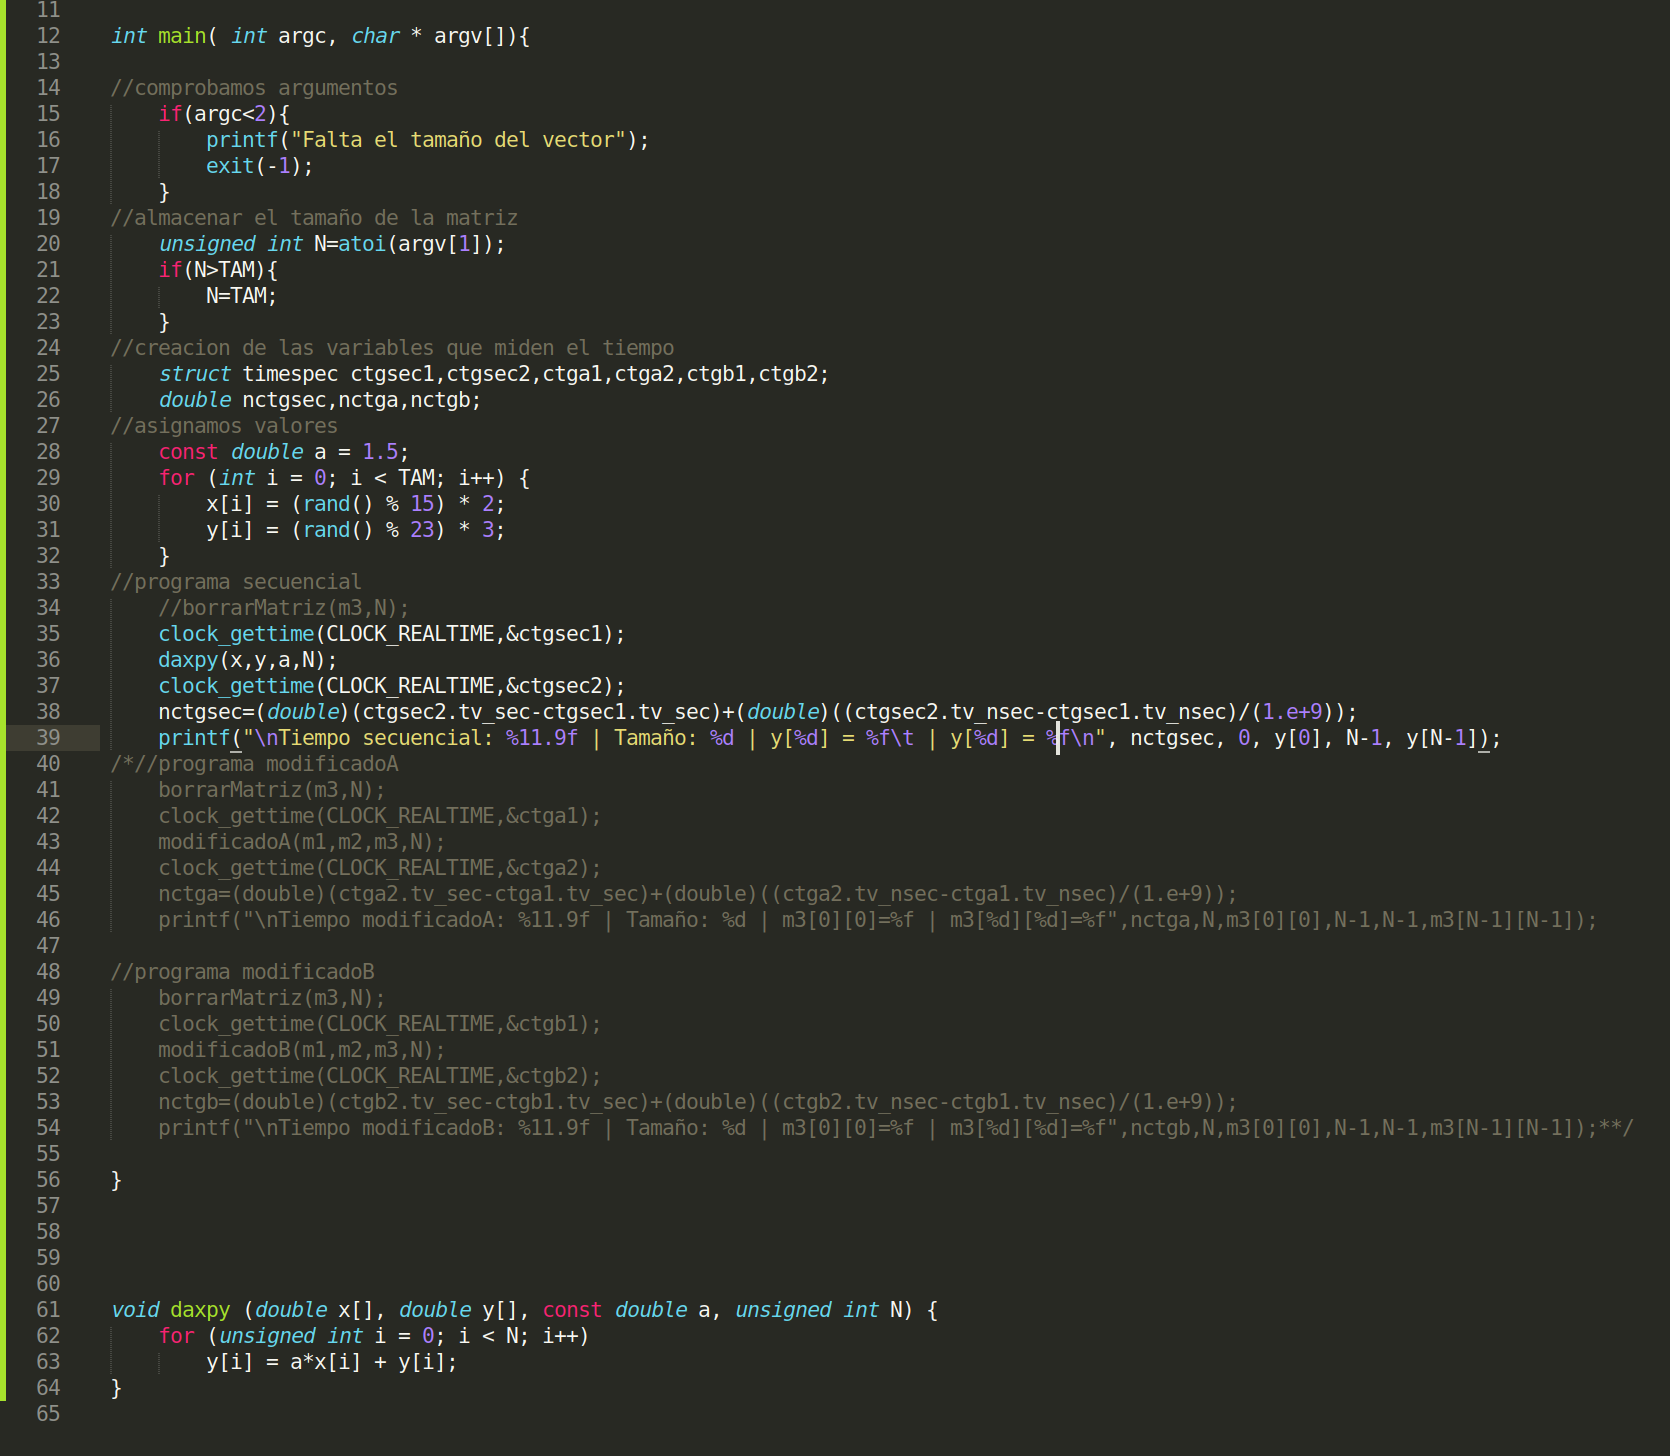 11
12 int main( int argc, char * argv[]){
13
14 //comprobamos argumentos
15 if(argc<2){
16 printf("Falta el tamaño del vector");
17 exit(-1);
18 }
19 //almacenar el tamaño de la matriz
20 unsigned int N=atoi(argv[1]);
21 if(N>TAM){
22 N=TAM;
23 }
24 //creacion de las variables que miden el tiempo
25 struct timespec ctgsec1,ctgsec2,ctga1,ctga2,ctgb1,ctgb2;
26 double nctgsec,nctga,nctgb;
27 //asignamos valores
28 const double a = 1.5;
29 for (int i = 0; i < TAM; i++) {
30 x[i] = (rand() % 15) * 2;
31 y[i] = (rand() % 23) * 3;
32 }
33 //programa secuencial
34 //borrarMatriz(m3,N);
35 clock_gettime(CLOCK_REALTIME,&ctgsec1);
36 daxpy(x,y,a,N);
37 clock_gettime(CLOCK_REALTIME,&ctgsec2);
38 nctgsec=(double)(ctgsec2.tv_sec-ctgsec1.tv_sec)+(double)((ctgsec2.tv_nsec-ctgsec1.tv_nsec)/(1.e+9));
39 printf("\nTiempo secuencial: %11.9f | Tamaño: %d | y[%d] = %f\t | y[%d] = %f\n", nctgsec, 0, y[0], N-1, y[N-1]);
40 /*//programa modificadoA
41 borrarMatriz(m3,N);
42 clock_gettime(CLOCK_REALTIME,&ctga1);
43 modificadoA(m1,m2,m3,N);
44 clock_gettime(CLOCK_REALTIME,&ctga2);
45 nctga=(double)(ctga2.tv_sec-ctga1.tv_sec)+(double)((ctga2.tv_nsec-ctga1.tv_nsec)/(1.e+9));
46 printf("\nTiempo modificadoA: %11.9f | Tamaño: %d | m3[0][0]=%f | m3[%d][%d]=%f",nctga,N,m3[0][0],N-1,N-1,m3[N-1][N-1]);
47
48 //programa modificadoB
49 borrarMatriz(m3,N);
50 clock_gettime(CLOCK_REALTIME,&ctgb1);
51 modificadoB(m1,m2,m3,N);
52 clock_gettime(CLOCK_REALTIME,&ctgb2);
53 nctgb=(double)(ctgb2.tv_sec-ctgb1.tv_sec)+(double)((ctgb2.tv_nsec-ctgb1.tv_nsec)/(1.e+9));
54 printf("\nTiempo modificadoB: %11.9f | Tamaño: %d | m3[0][0]=%f | m3[%d][%d]=%f",nctgb,N,m3[0][0],N-1,N-1,m3[N-1][N-1]);**/
55
56 }
57
58
59
60
61 void daxpy (double x[], double y[], const double a, unsigned int N) {
62 for (unsigned int i = 0; i < N; i++)
63 y[i] = a*x[i] + y[i];
64 }
65